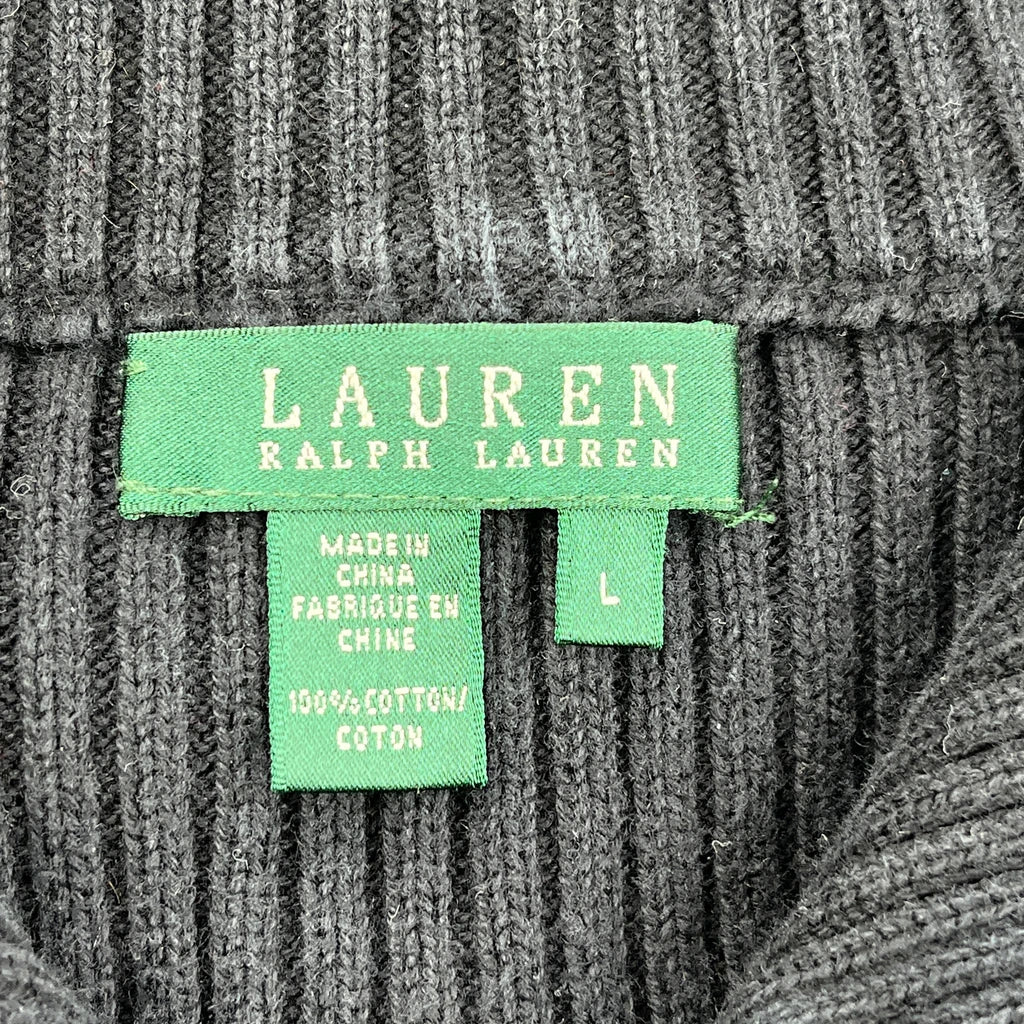 LAUREN
RALPH LAUREN
MADE IN
CHINA
FABRIQUE EN
CHINE
100% COTTON/
COTON
L